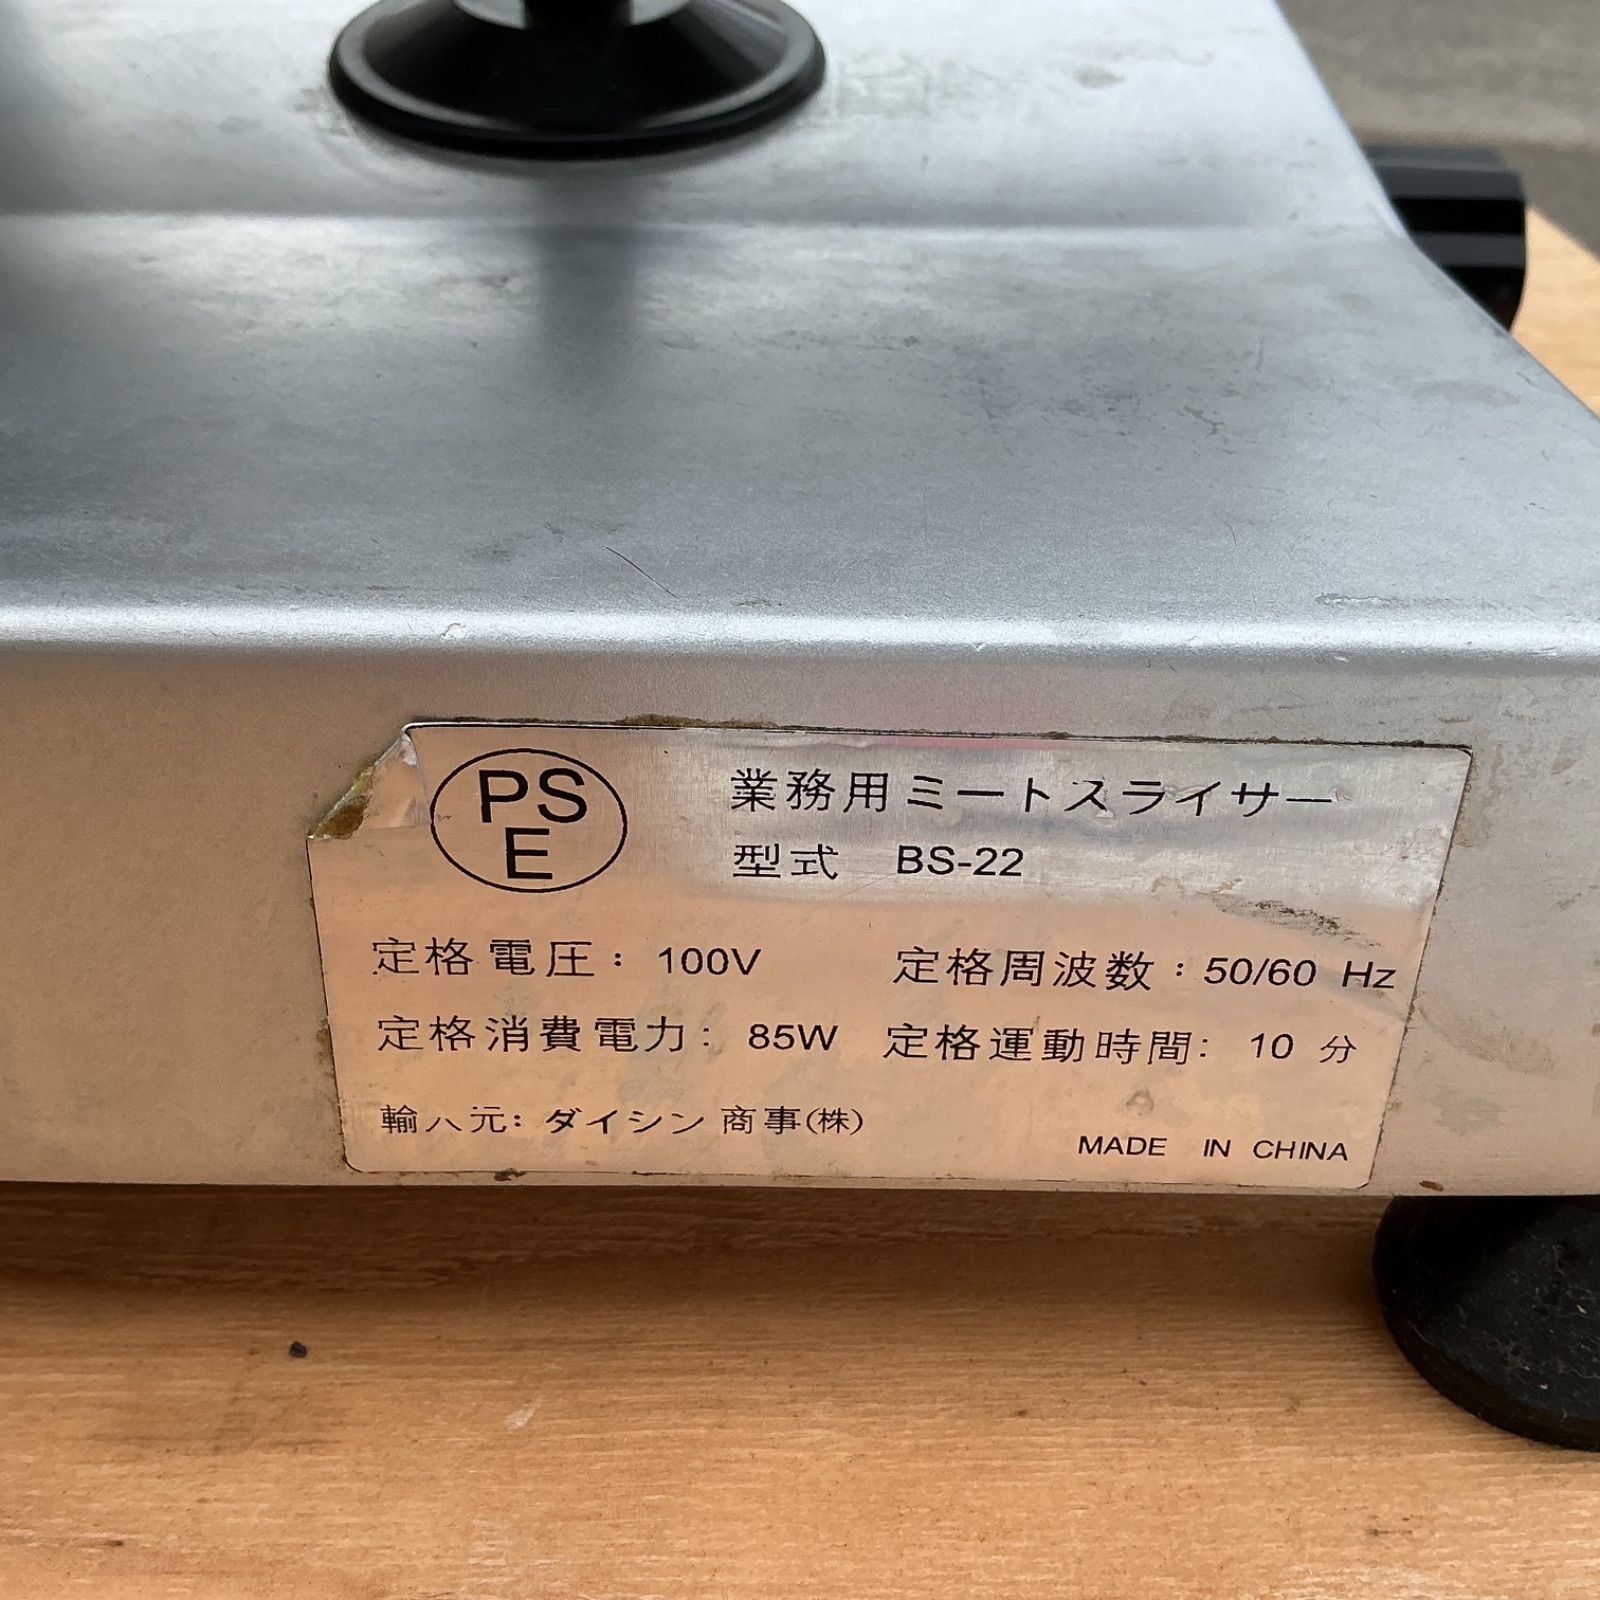 PS
E
業務用ミートスライサー
型式 BS-22
定格電圧: 100V 定格周波数: 50/60 Hz
定格消費電力: 85W 定格運動時間: 10 分
輸入元: ダイシン 商事(株)
MADE IN CHINA